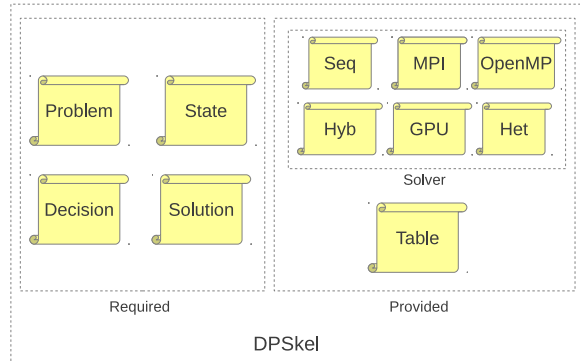 Problem
State
Decision
Solution
Required
Seq
MPI
OpenMP
Hyb
GPU
Het
Solver
Table
Provided
DPSkel